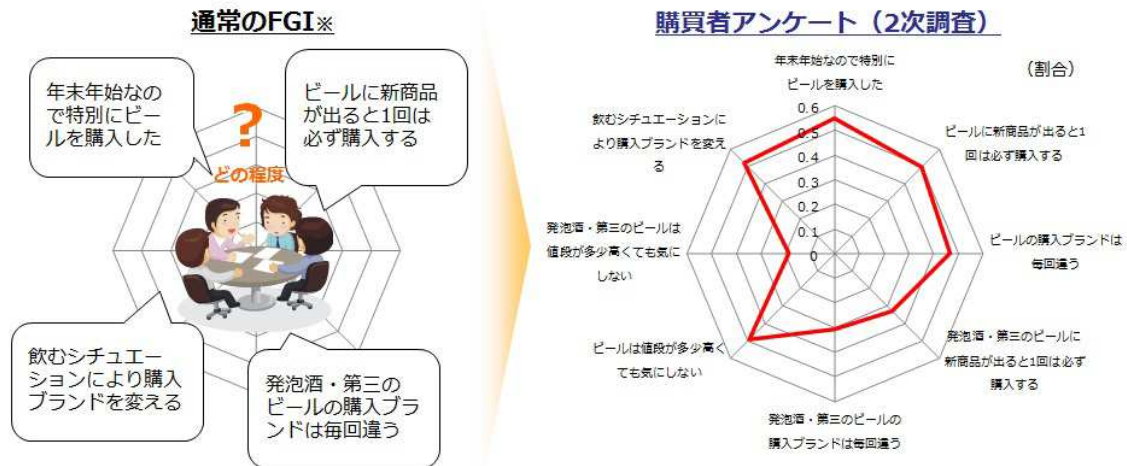 通常のFGI※
年末年始なの
で特別にビー
ルを購入した
ビールに新商品
が出ると1回は
必ず購入する
?
どの程度
飲むシチュエー
ションにより購入
ブランドを変える
発泡酒・第三の
ビールの購入ブラ
ンドは毎回違う
購買者アンケート（2次調査）
（割合）
年末年始なので特別に
ビールを購入した
ビールに新商品が出ると1
回は必ず購入する
ビールの購入ブランドは
毎回違う
発泡酒・第三のビールに
新商品が出ると1回は必ず
購入する
発泡酒・第三のビールの
購入ブランドは毎回違う
ビールは値段が多少高く
ても気にしない
発泡酒・第三のビールは
値段が多少高くても気に
しない
飲むシチュエーションに
より購入ブランドを変え
る
0.6
0.5
0.4
0.3
0.2
0.1
0